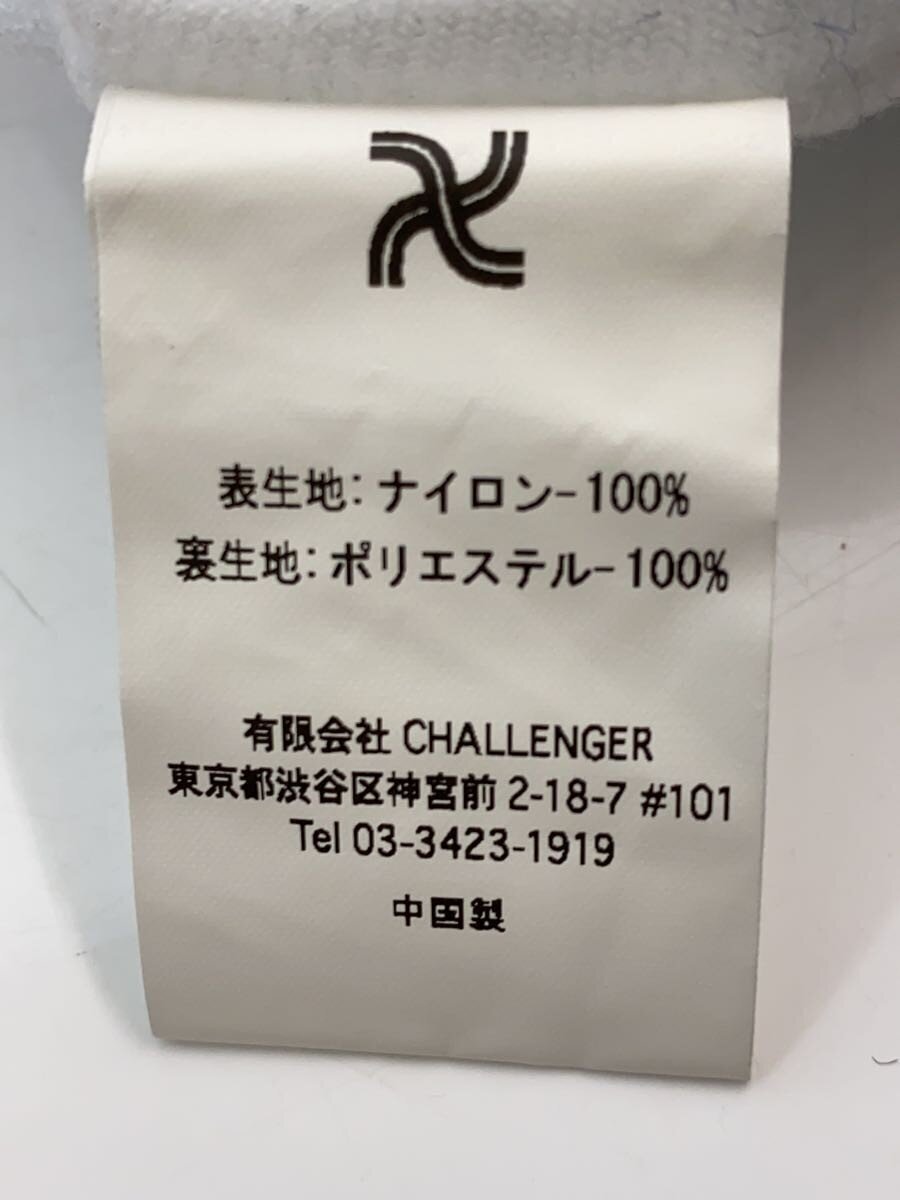 表生地: ナイロン-100%
裏生地: ポリエステル-100%
有限会社 CHALLENGER
東京都渋谷区神宮前 2-18-7 #101
Tel 03-3423-1919
中国製